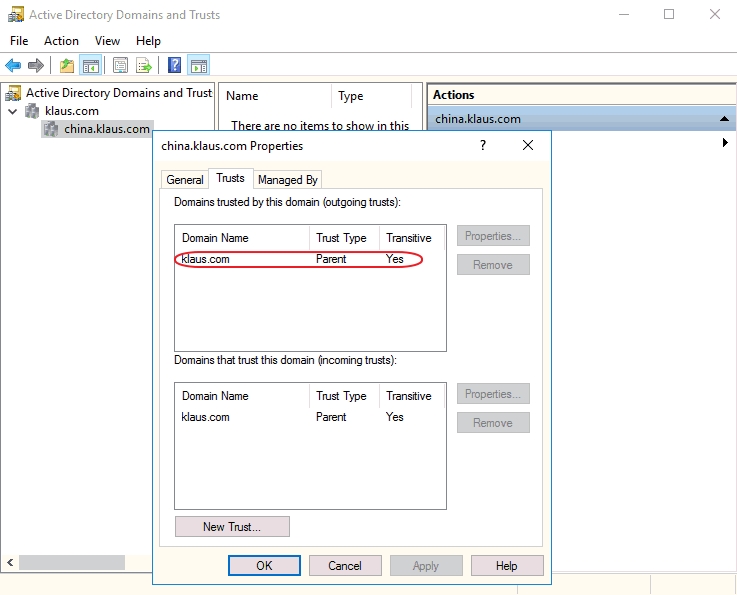 Active Directory Domains and Trusts
File Action View Help
Active Directory Domains and Trust
klaus.com
china.klaus.com
Name Type
There are no items to show in this
Actions
china.klaus.com
china.klaus.com Properties
?
General Trusts Managed By
Domains trusted by this domain (outgoing trusts):
Domain Name Trust Type Transitive
klaus.com Parent Yes
Properties...
Remove
Domains that trust this domain (incoming trusts):
Domain Name Trust Type Transitive
klaus.com Parent Yes
Properties...
Remove
New Trust...
OK Cancel Apply Help